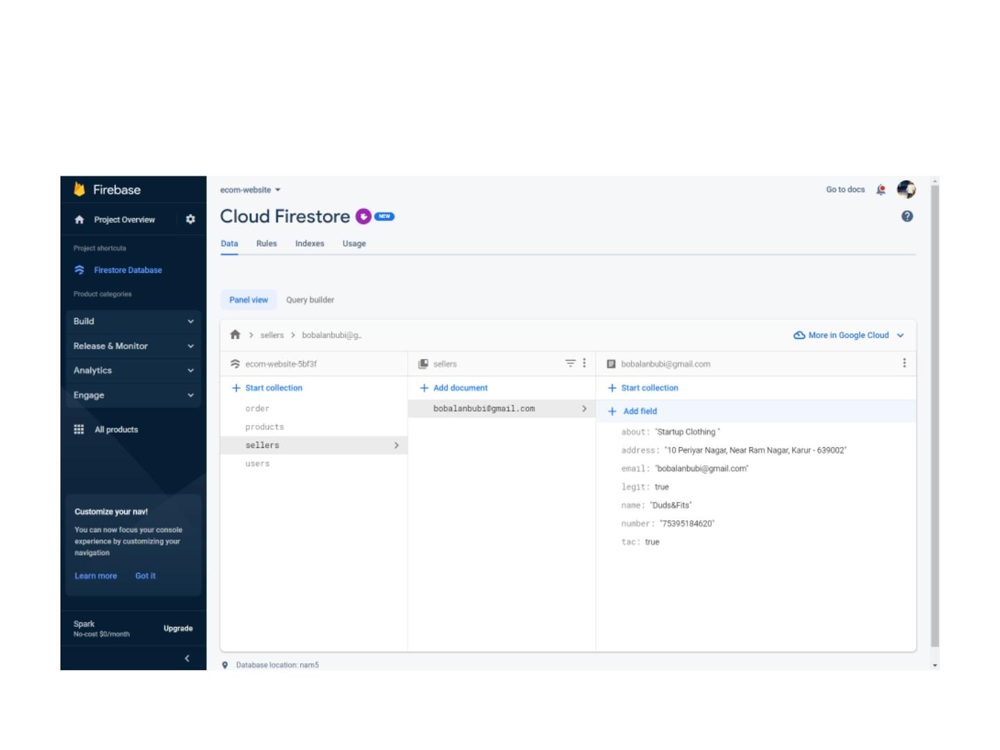 Firebase
Project Overview
Project shortcuts
Firestore Database
Product categories
Build
Release & Monitor
Analytics
Engage
All products
Customize your nav!
You can now focus your console
experience by customizing your
navigation
Learn more Got it
Spark
No-cost $0/month
Upgrade
ecom-website
Go to docs
Cloud Firestore NEW
Data Rules Indexes Usage
Panel view Query builder
sellers bobalanbubi@g..
More in Google Cloud
ecom-website-5bf3f
Start collection
order
products
sellers
users
sellers
Add document
bobalanbubi@gmail.com
bobalanbubi@gmail.com
Start collection
Add field
about: "Startup Clothing "
address: "10 Periyar Nagar, Near Ram Nagar, Karur - 639002"
email: "bobalanbubi@gmail.com"
legit: true
name: "Duds&Fits"
number: "75395184620"
tac: true
Database location: nam5